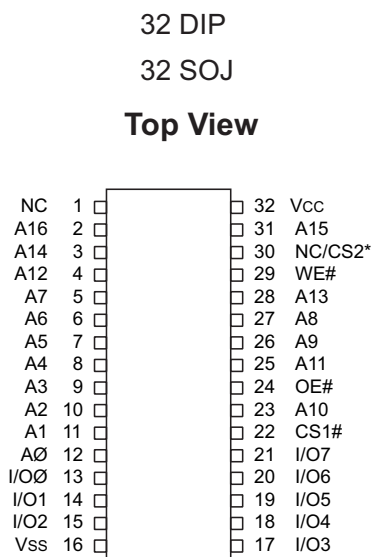 32 DIP
32 SOJ
Top View
NC 1 32 Vcc
A16 2 31 A15
A14 3 30 NC/CS2*
A12 4 29 WE#
A7 5 28 A13
A6 6 27 A8
A5 7 26 A9
A4 8 25 A11
A3 9 24 OE#
A2 10 23 A10
A1 11 22 CS1#
AØ 12 21 I/O7
I/OØ 13 20 I/O6
I/O1 14 19 I/O5
I/O2 15 18 I/O4
Vss 16 17 I/O3